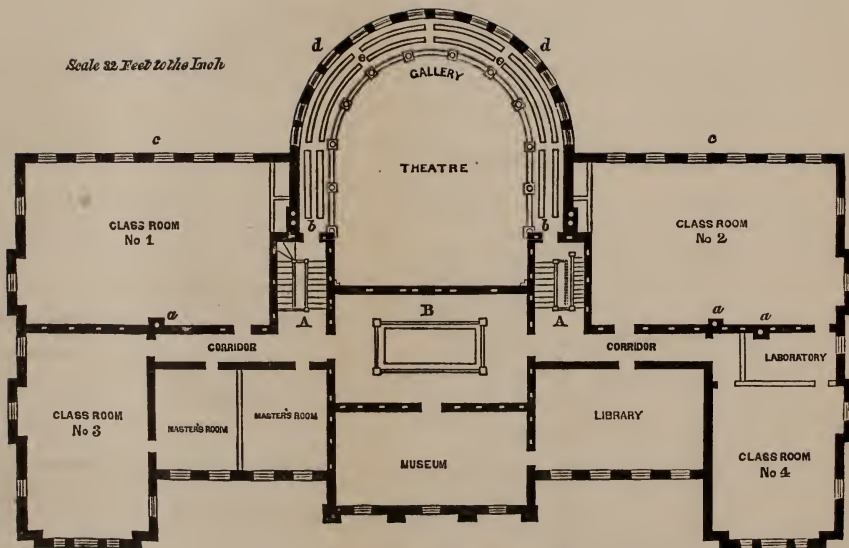 Scale 32 Feet to the Inch
d
d
GALLERY
c
c
THEATRE
CLASS ROOM
No 1
CLASS ROOM
No 2
b
b
a
A
B
A
a
a
CORRIDOR
CORRIDOR
LABORATORY
CLASS ROOM
No 3
MASTER'S ROOM
MASTER'S ROOM
LIBRARY
MUSEUM
CLASS ROOM
No 4